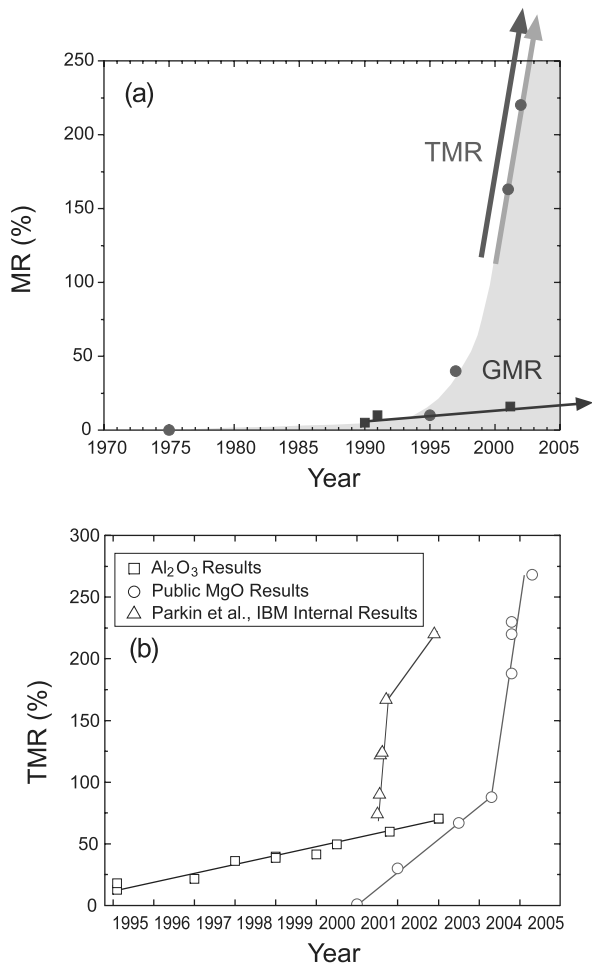 250
(a)
200
TMR
150
MR (%)
100
50
GMR
0
1970 1975 1980 1985 1990 1995 2000 2005
Year
300
Al₂O₃ Results
250
Public MgO Results
Parkin et al., IBM Internal Results
(b)
200
TMR (%)
150
100
50
0
1995 1996 1997 1998 1999 2000 2001 2002 2003 2004 2005
Year